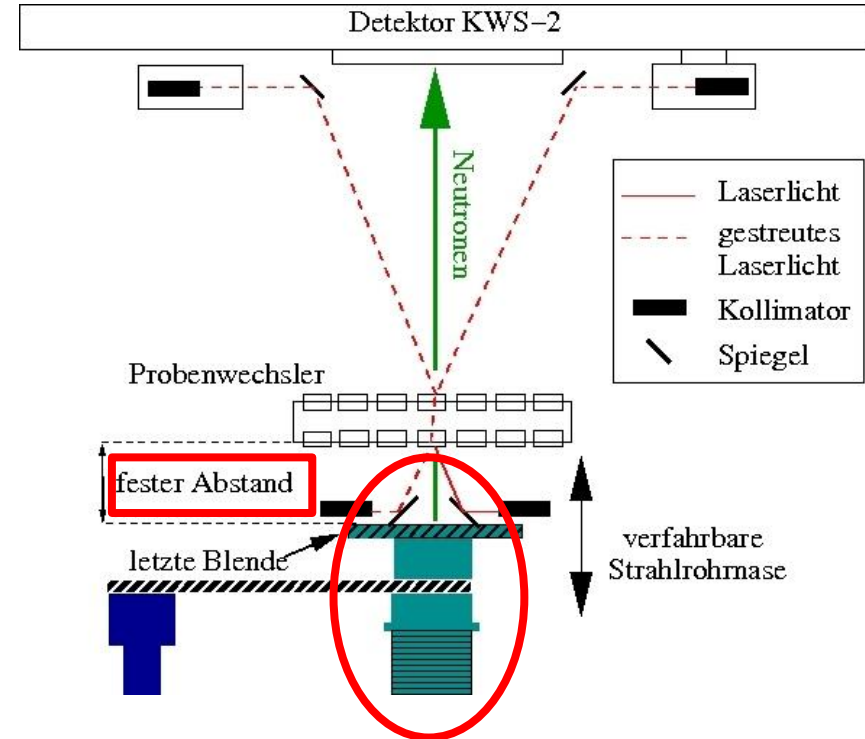 Detektor KWS−2
Neutronen
Laserlicht
gestreutes
Laserlicht
Kollimator
Spiegel
Probenwechsler
fester Abstand
letzte Blende
verfahrbare
Strahlrohrnase